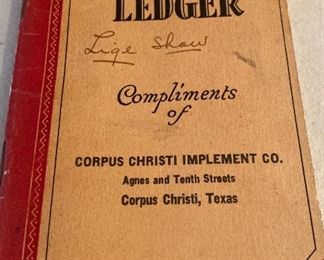 LEDGER
Lige Shaw
Compliments
of
CORPUS CHRISTI IMPLEMENT CO.
Agnes and Tenth Streets
Corpus Christi, Texas